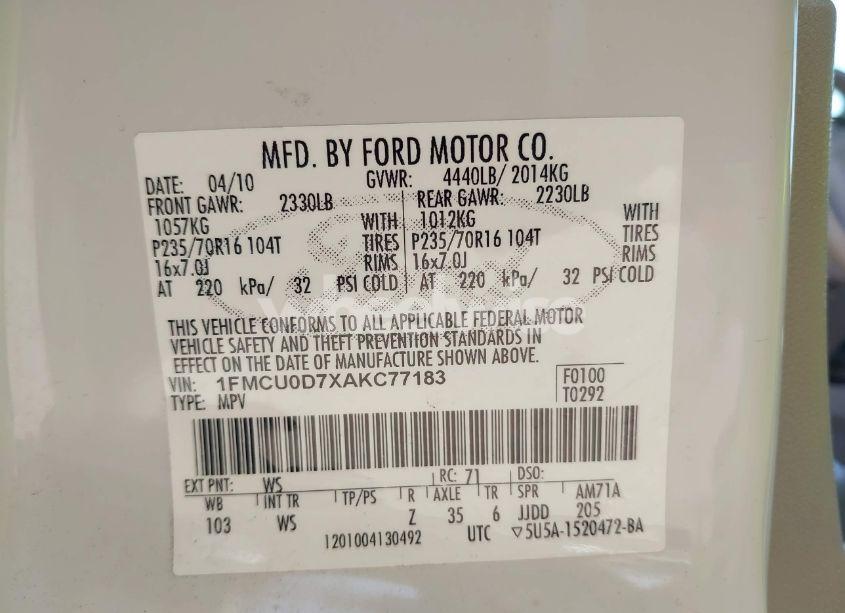 MFD. BY FORD MOTOR CO.
DATE: 04/10 GVWR: 4440LB/ 2014KG
FRONT GAWR: 2330LB REAR GAWR: 2230LB
1057KG WITH 1012KG WITH
P235/70R16 104T TIRES P235/70R16 104T TIRES
16x7.0J RIMS 16x7.0J RIMS
AT 220 kPa/ 32 PSI COLD AT 220 kPa/ 32 PSI COLD
THIS VEHICLE CONFORMS TO ALL APPLICABLE FEDERAL MOTOR
VEHICLE SAFETY AND THEFT PREVENTION STANDARDS IN
EFFECT ON THE DATE OF MANUFACTURE SHOWN ABOVE.
VIN: 1FMCU0D7XAKC77183 F0100
TYPE: MPV T0292
EXT PNT: WS RC: 71 DSO:
WB INT TR TP/PS R AXLE TR SPR AM71A
103 WS Z 35 6 JJDD 205
1201004130492 UTC ▽5U5A-1520472-BA